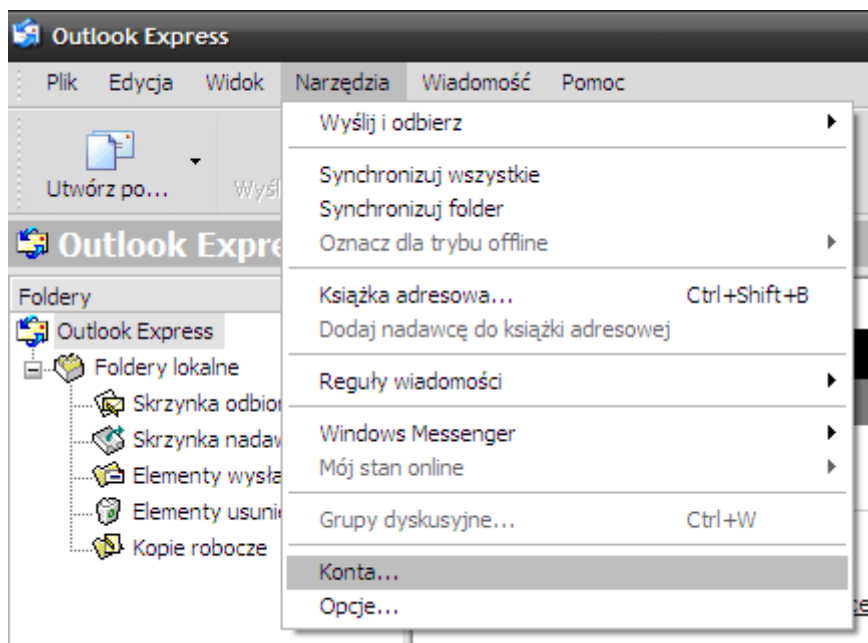 Outlook Express
Plik Edycja Widok Narzędzia Wiadomość Pomoc
Utwórz po...
Outlook Expre
Foldery
Outlook Express
Foldery lokalne
Skrzynka odbior
Skrzynka nadaw
Elementy wysła
Elementy usunię
Kopie robocze
Wyślij i odbierz
Synchronizuj wszystkie
Synchronizuj folder
Oznacz dla trybu offline
Książka adresowa... Ctrl+Shift+B
Dodaj nadawcę do książki adresowej
Reguły wiadomości
Windows Messenger
Mój stan online
Grupy dyskusyjne... Ctrl+W
Konta...
Opcje...